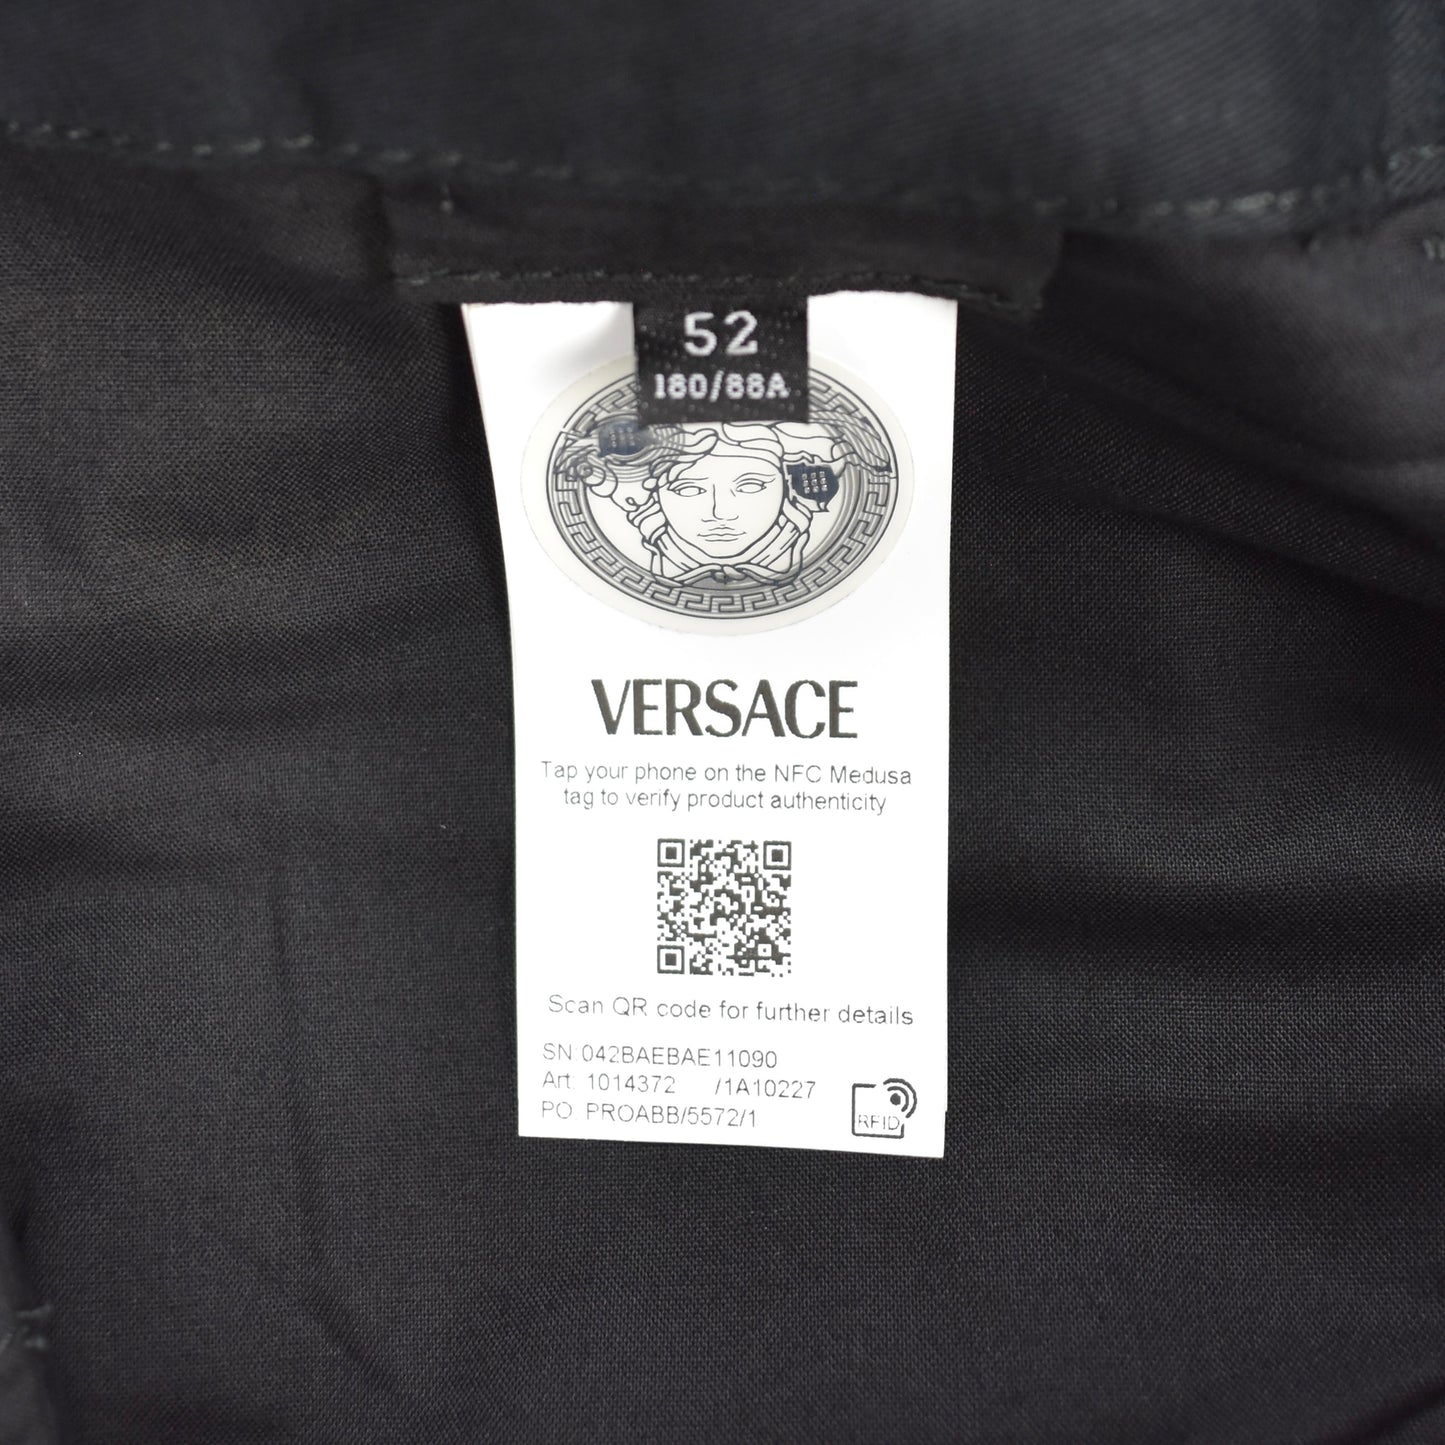 52
180/88A
VERSACE
Tap your phone on the NFC Medusa
tag to verify product authenticity
Scan QR code for further details
SN: 042BAEBAE11090
Art. 1014372 /1A10227
PO. PROABB/5572/1
RFID